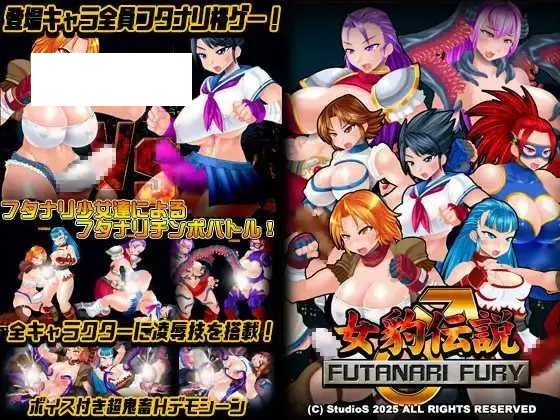 登場キャラ全員フタナリ格ゲー!
VS
フタナリ少女達による
フタナリチンポバトル!
全キャラクターに凌辱技を搭載!
ボイス付き超鬼畜Hデモシーン
女豹伝説
FUTANARI FURY
(C) StudioS 2025 ALL RIGHTS RESERVED